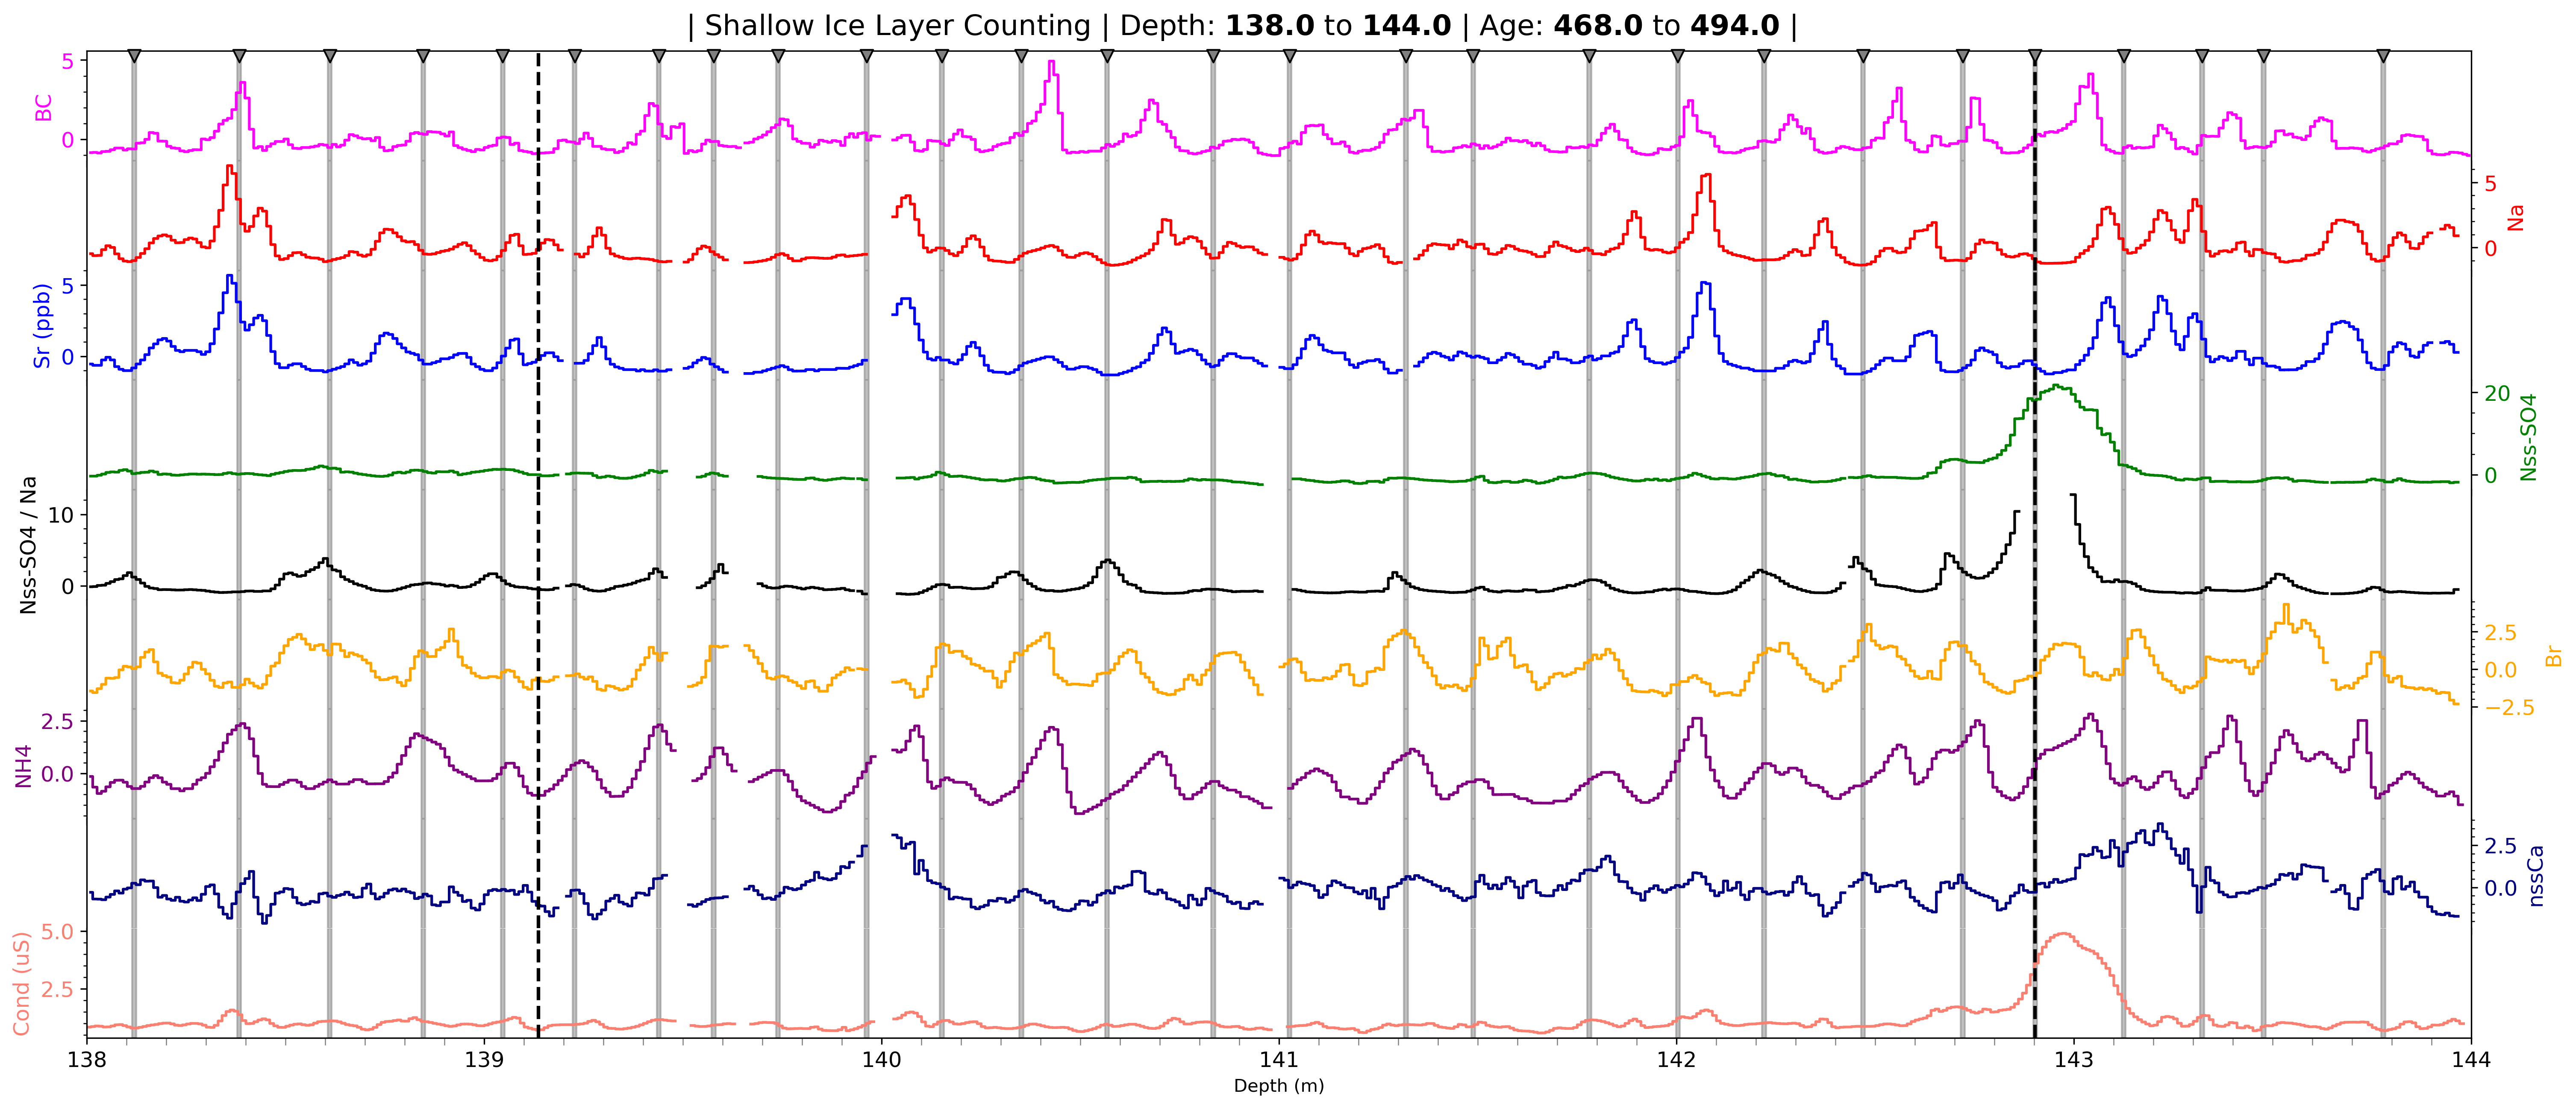 | Shallow Ice Layer Counting | Depth: 138.0 to 144.0 | Age: 468.0 to 494.0 |
BC
5
0
5
0
Na
Sr (ppb)
5
0
20
0
Nss-SO4
Nss-SO4 / Na
10
0
2.5
0.0
−2.5
Br
NH4
2.5
0.0
2.5
0.0
nssCa
Cond (uS)
5.0
2.5
138
139
140
141
142
143
144
Depth (m)